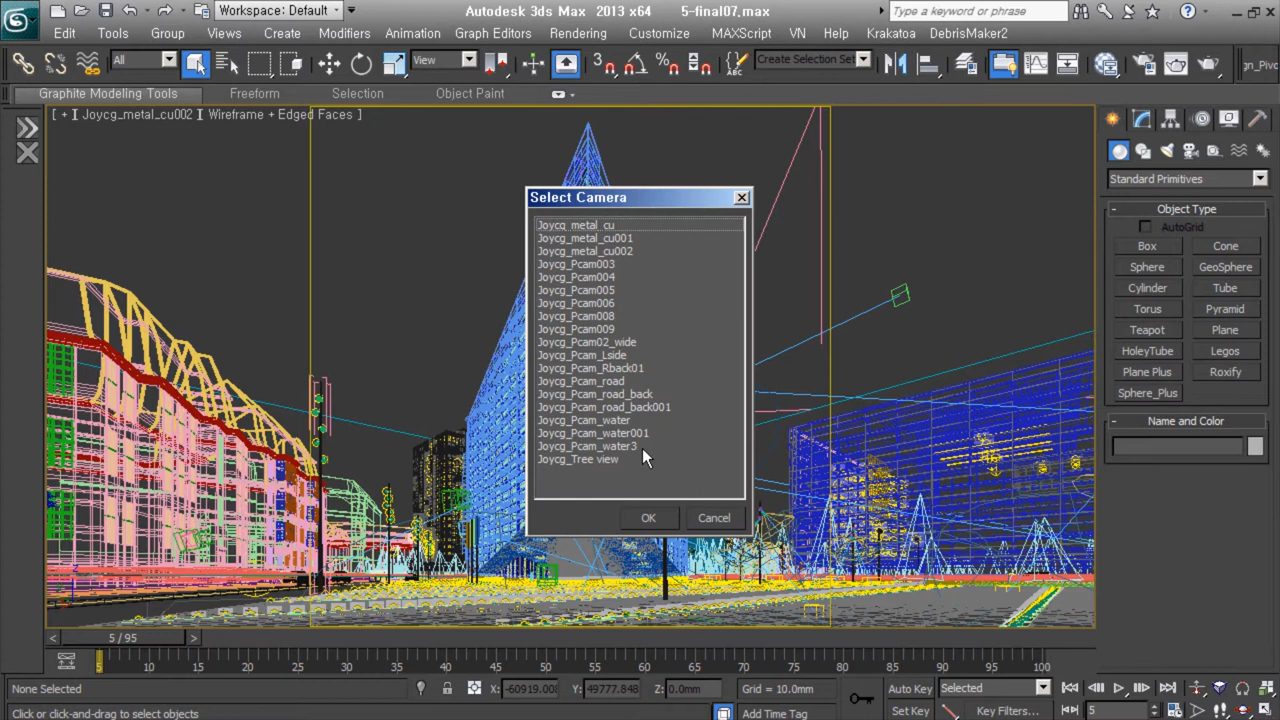 Workspace: Default
Autodesk 3ds Max 2013 x64
5-final07.max
Type a keyword or phrase
Edit
Tools
Group
Views
Create
Modifiers
Animation
Graph Editors
Rendering
Customize
MAXScript
VN
Help
Krakatoa
DebrisMaker2
All
View
3
Create Selection Set
gn_Pivo
Graphite Modeling Tools
Freeform
Selection
Object Paint
[ + ] [ Joycg_metal_cu002 ] [ Wireframe + Edged Faces ]
Select Camera
Joycg_metal_cu
Joycg_metal_cu001
Joycg_metal_cu002
Joycg_Pcam003
Joycg_Pcam004
Joycg_Pcam005
Joycg_Pcam006
Joycg_Pcam008
Joycg_Pcam009
Joycg_Pcam02_wide
Joycg_Pcam_Lside
Joycg_Pcam_Rback01
Joycg_Pcam_road
Joycg_Pcam_road_back
Joycg_Pcam_road_back001
Joycg_Pcam_water
Joycg_Pcam_water001
Joycg_Pcam_water3
Joycg_Tree view
OK
Cancel
Standard Primitives
Object Type
AutoGrid
Box
Cone
Sphere
GeoSphere
Cylinder
Tube
Torus
Pyramid
Teapot
Plane
HoleyTube
Legos
Plane Plus
Roxify
Sphere_Plus
Name and Color
5 / 95
5 10 15 20 25 30 35 40 45 50 55 60 65 70 75 80 85 90 95 100
None Selected
X: -60919.008
Y: 49777.848
Z: 0.0mm
Grid = 10.0mm
Auto Key
Selected
Click or click-and-drag to select objects
Add Time Tag
Set Key
Key Filters...
5